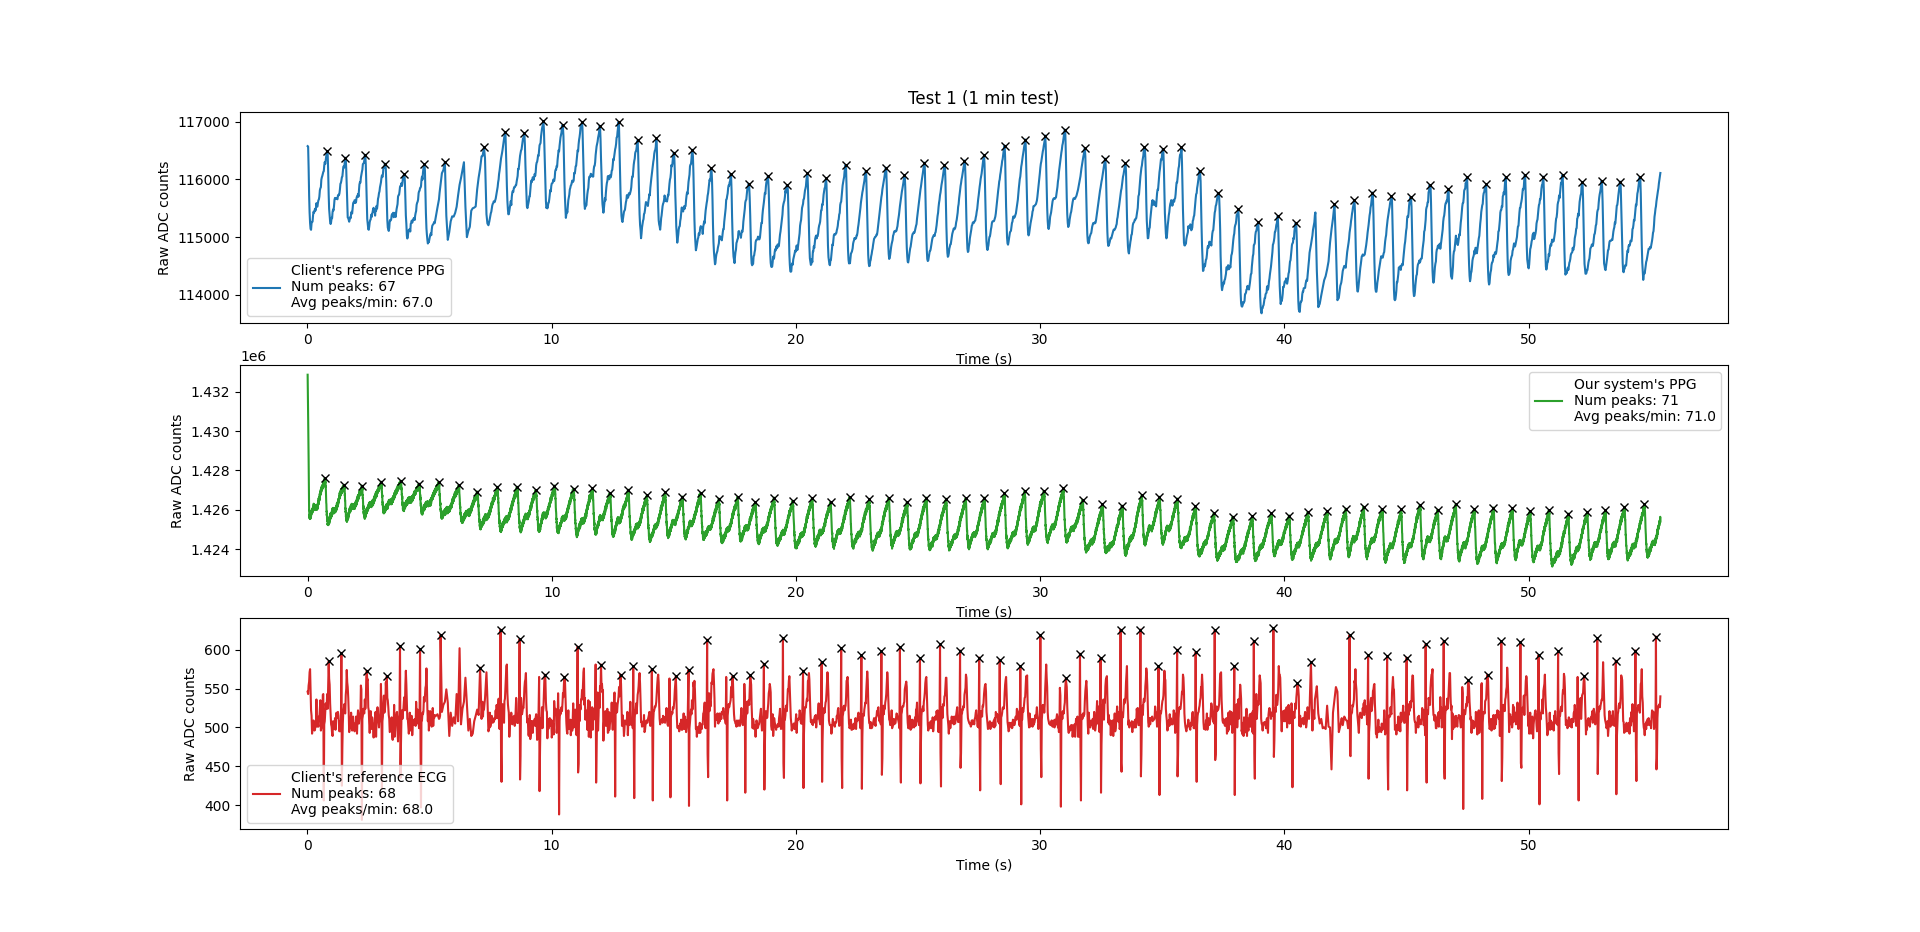 Test 1 (1 min test)
117000
116000
115000
114000
Raw ADC counts
Client's reference PPG
Num peaks: 67
Avg peaks/min: 67.0
0 10 20 30 40 50
Time (s)
1e6
1.432
1.430
1.428
1.426
1.424
Raw ADC counts
Our system's PPG
Num peaks: 71
Avg peaks/min: 71.0
0 10 20 30 40 50
Time (s)
600
550
500
450
400
Raw ADC counts
Client's reference ECG
Num peaks: 68
Avg peaks/min: 68.0
0 10 20 30 40 50
Time (s)